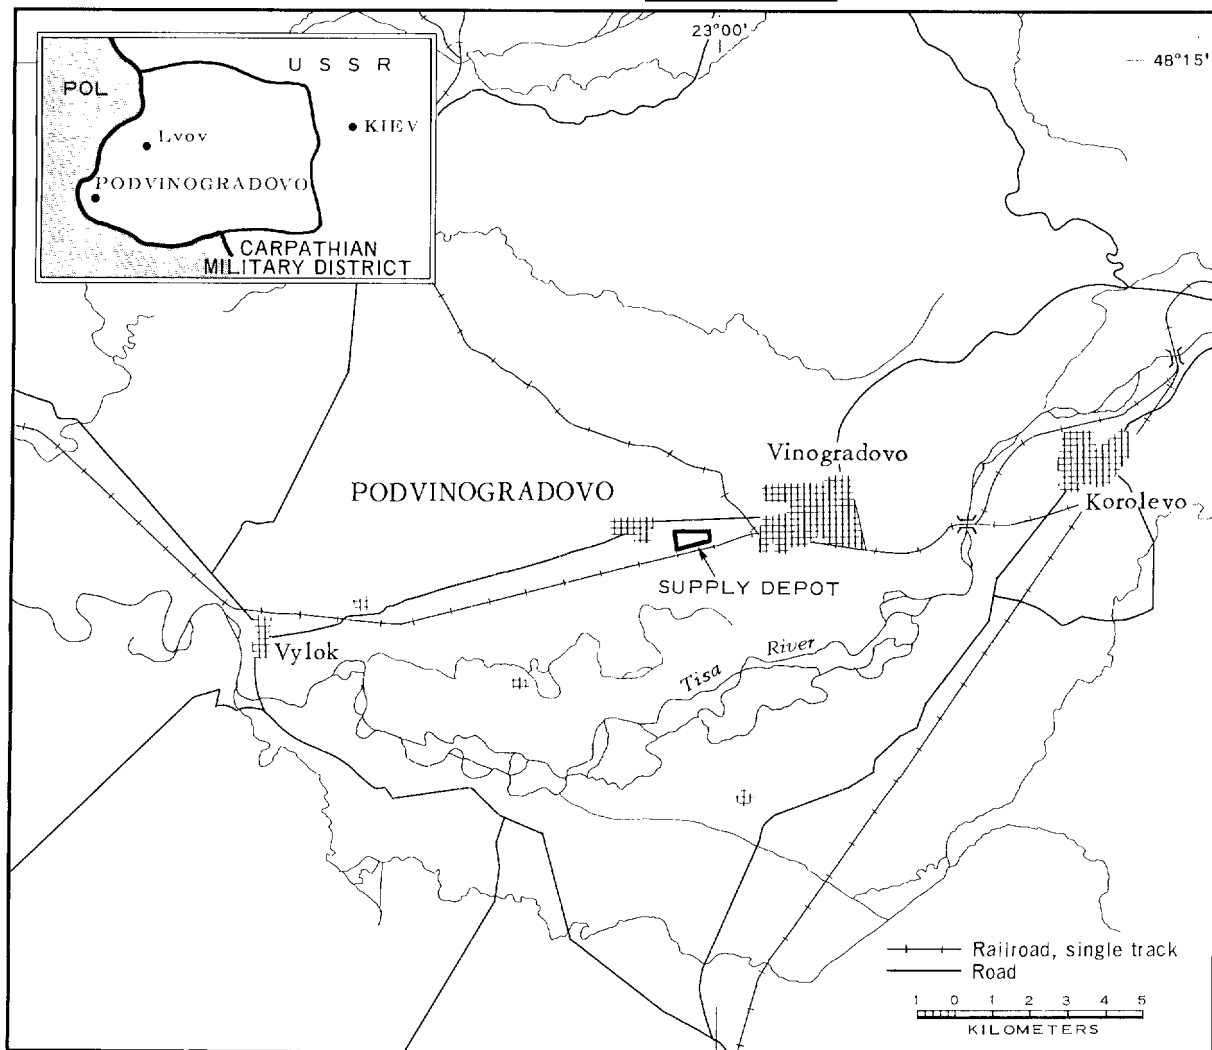 23°00'
48°15'
U S S R
POL
Lvov
KIEV
PODVINOGRADOVO
CARPATHIAN
MILITARY DISTRICT
Vinogradovo
PODVINOGRADOVO
Korolevo
SUPPLY DEPOT
Vylok
Tisa River
Railroad, single track
Road
1 0 1 2 3 4 5
KILOMETERS